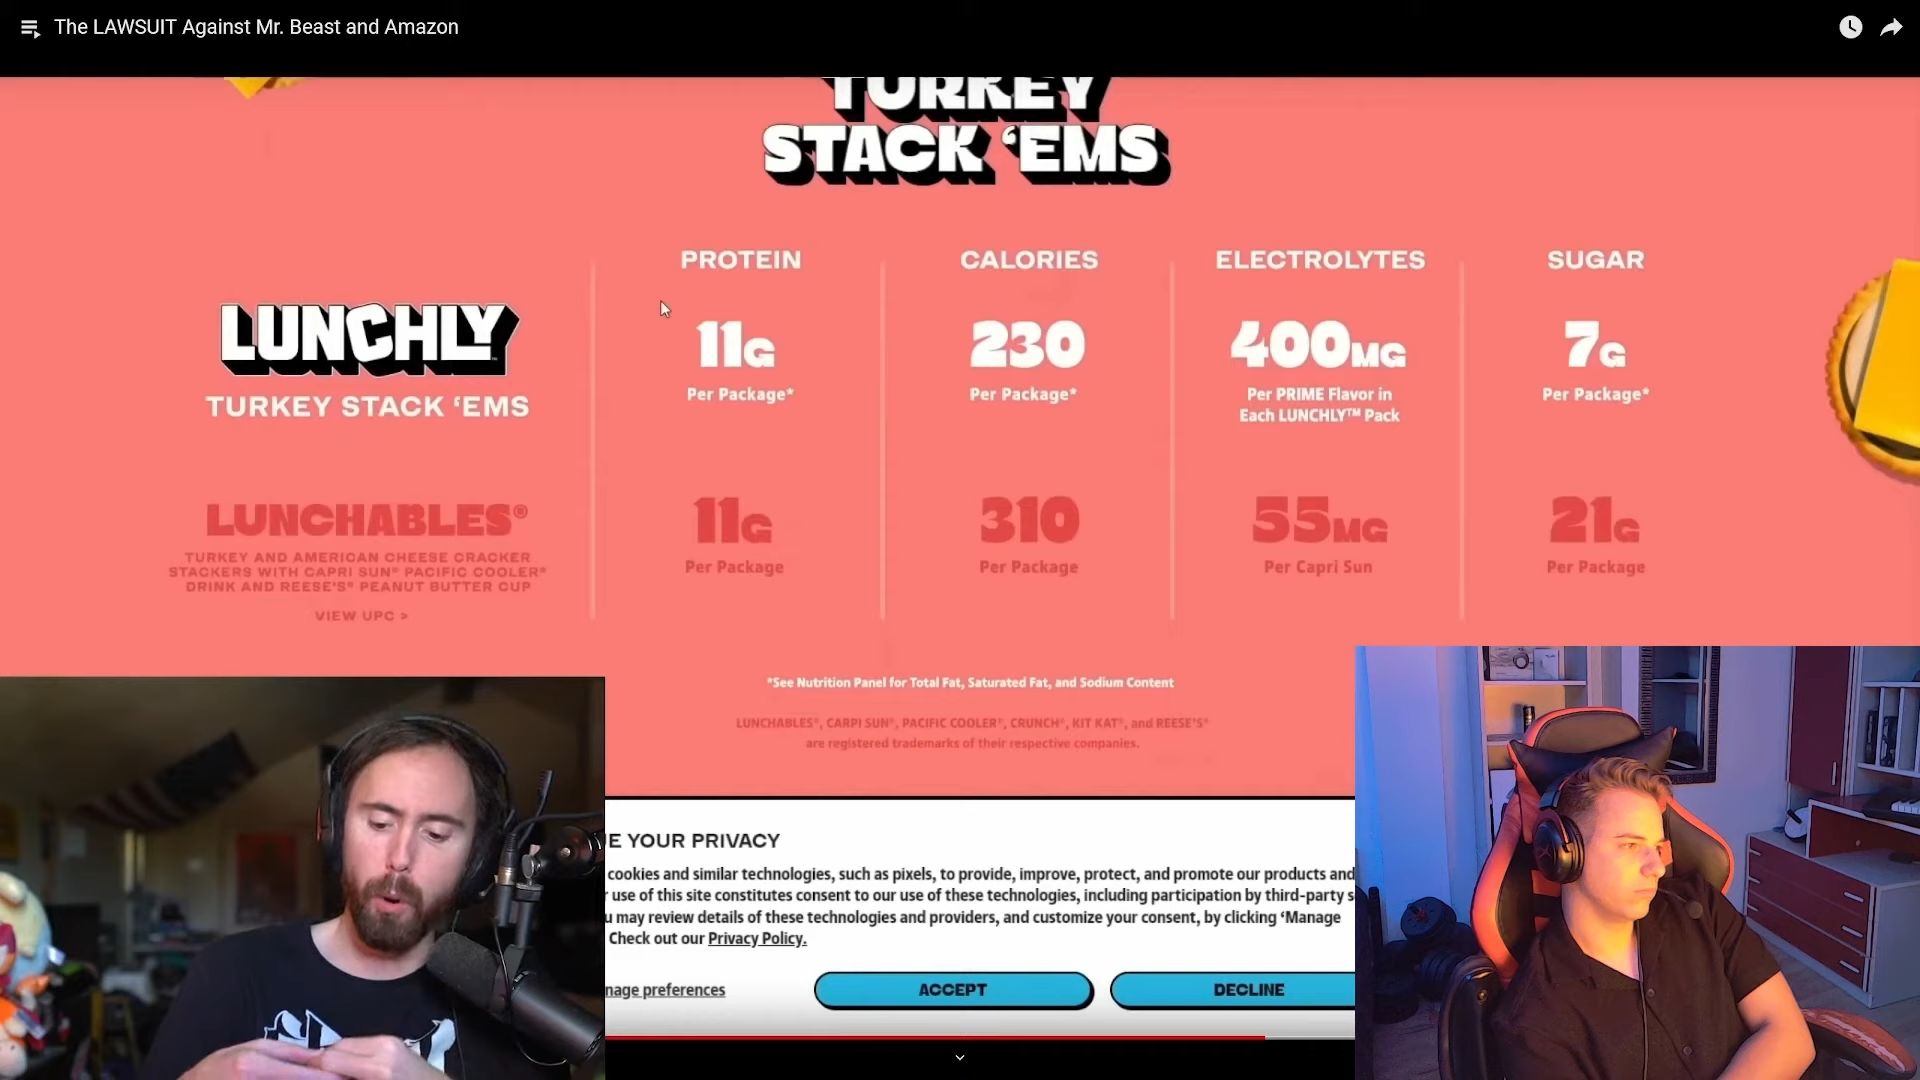 The LAWSUIT Against Mr. Beast and Amazon
TURKEY
STACK ‘EMS
PROTEIN
CALORIES
ELECTROLYTES
SUGAR
LUNCHLY™
TURKEY STACK ‘EMS
11G
Per Package*
230
Per Package*
400MG
Per PRIME Flavor in
Each LUNCHLY™ Pack
7G
Per Package*
LUNCHABLES®
TURKEY AND AMERICAN CHEESE CRACKER
STACKERS WITH CAPRI SUN® PACIFIC COOLER®
DRINK AND REESE'S® PEANUT BUTTER CUP
VIEW UPC >
11G
Per Package
310
Per Package
55MG
Per Capri Sun
21G
Per Package
*See Nutrition Panel for Total Fat, Saturated Fat, and Sodium Content
LUNCHABLES®, CARPI SUN®, PACIFIC COOLER®, CRUNCH®, KIT KAT®, and REESE'S®
are registered trademarks of their respective companies.
E YOUR PRIVACY
cookies and similar technologies, such as pixels, to provide, improve, protect, and promote our products and
r use of this site constitutes consent to our use of these technologies, including participation by third-party s
u may review details of these technologies and providers, and customize your consent, by clicking ‘Manage
Check out our Privacy Policy.
nage preferences
ACCEPT
DECLINE